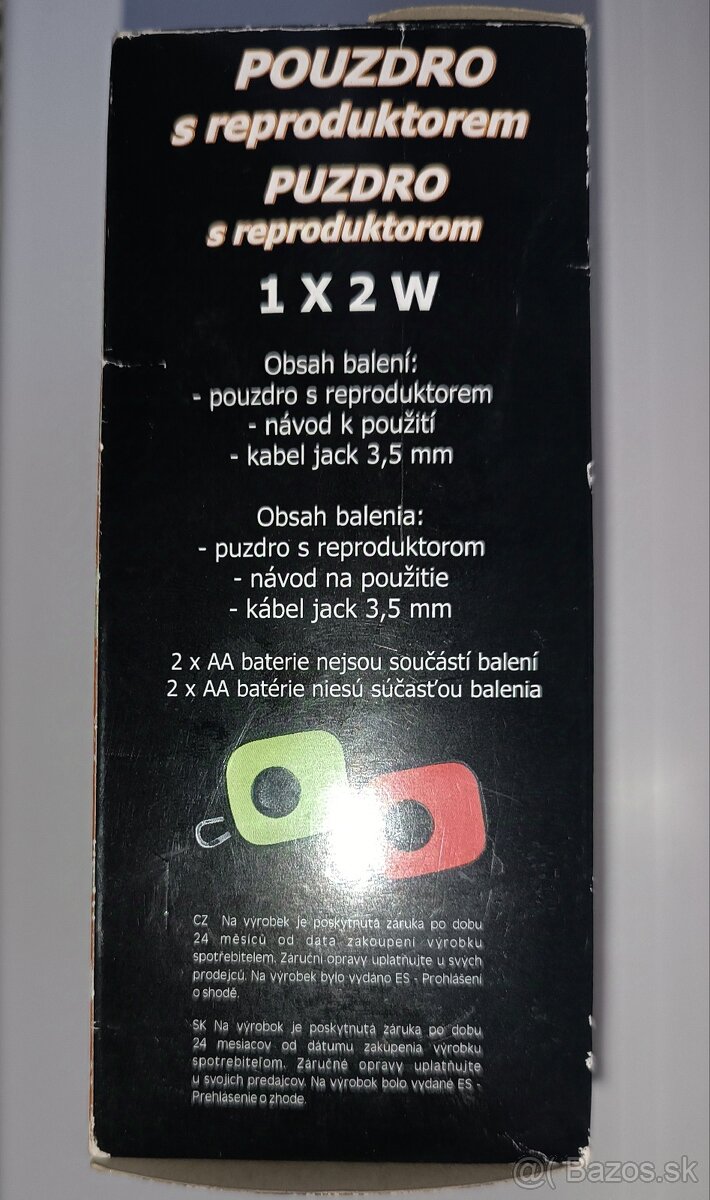 POUZDRO
s reproduktorem
PUZDRO
s reproduktorom
1 X 2 W
Obsah balení:
- pouzdro s reproduktorem
- návod k použití
- kabel jack 3,5 mm
Obsah balenia:
- puzdro s reproduktorom
- návod na použitie
- kábel jack 3,5 mm
2 x AA baterie nejsou součástí balení
2 x AA batérie niesú súčasťou balenia
CZ Na výrobek je poskytnutá záruka po dobu
24 měsíců od data zakoupení výrobku
spotřebitelem. Záruční opravy uplatňujte u svých
prodejců. Na výrobek bylo vydáno ES - Prohlášení
o shodě.
SK Na výrobok je poskytnutá záruka po dobu
24 mesiacov od dátumu zakúpenia výrobku
spotrebiteľom. Záručné opravy uplatňujte
u svojich predajcov. Na výrobok bolo vydané ES -
Prehlásenie o zhode.
@( Bazos.sk